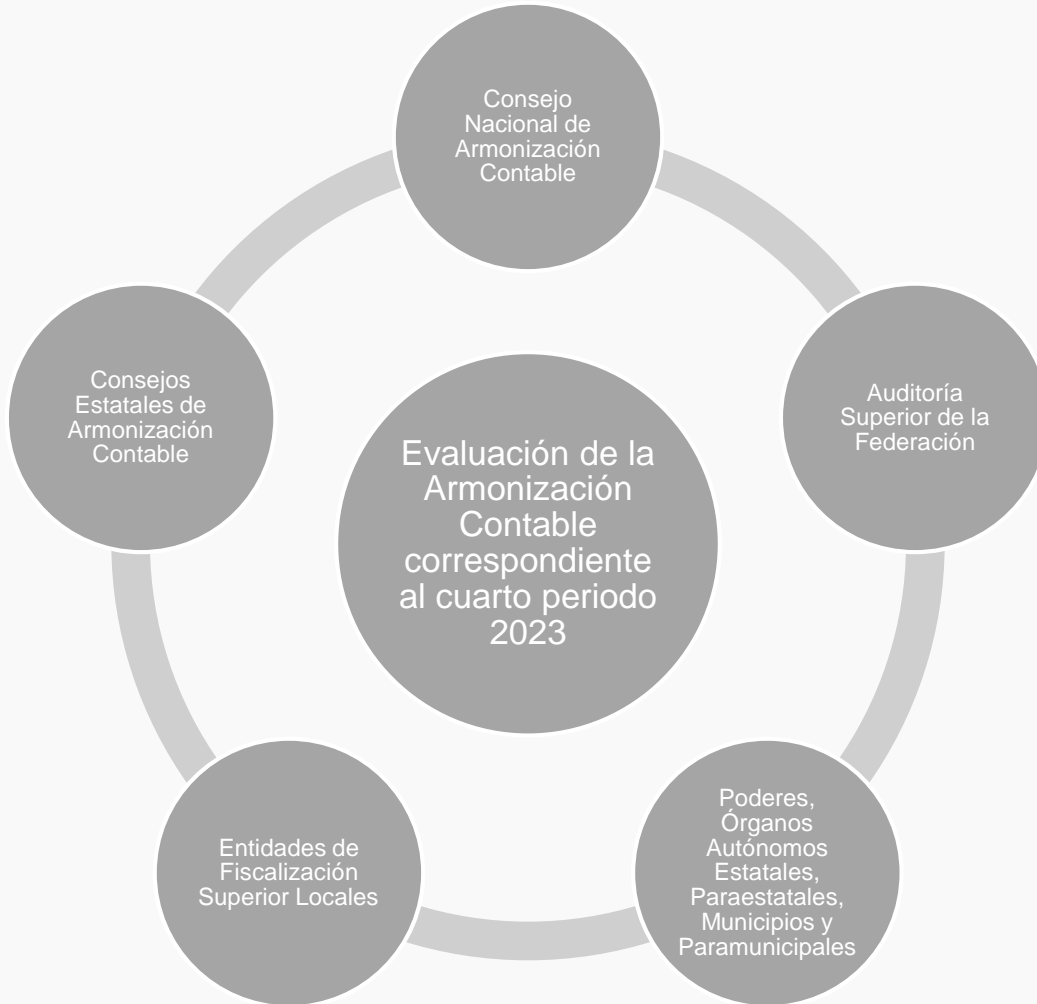 Consejo
Nacional de
Armonización
Contable
Auditoría
Superior de la
Federación
Poderes,
Órganos
Autónomos
Estatales,
Paraestatales,
Municipios y
Paramunicipales
Entidades de
Fiscalización
Superior Locales
Consejos
Estatales de
Armonización
Contable
Evaluación de la
Armonización
Contable
correspondiente
al cuarto periodo
2023